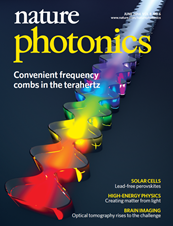 nature
photonics
Convenient frequency
combs in the terahertz
SOLAR CELLS
Lead-free perovskites
HIGH-ENERGY PHYSICS
Creating matter from light
BRAIN IMAGING
Optical tomography rises to the challenge